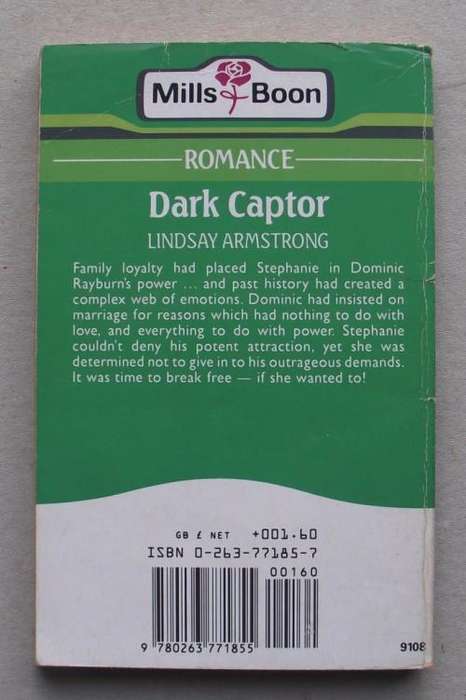 Mills & Boon
ROMANCE
Dark Captor
LINDSAY ARMSTRONG
Family loyalty had placed Stephanie in Dominic
Rayburn's power ... and past history had created a
complex web of emotions. Dominic had insisted on
marriage for reasons which had nothing to do with
love, and everything to do with power. Stephanie
couldn't deny his potent attraction, yet she was
determined not to give in to his outrageous demands.
It was time to break free — if she wanted to!
GB £ NET +001.60
ISBN 0-263-77185-7
00160
9 780263 771855
9108